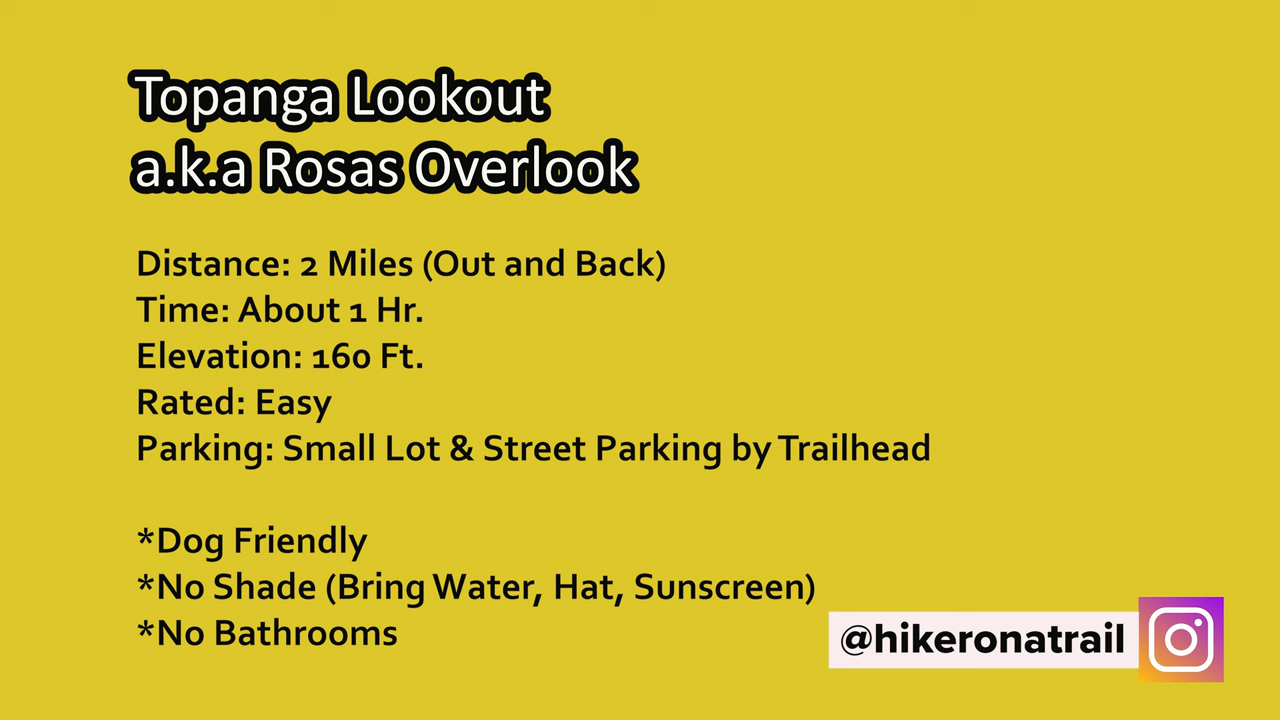 Topanga Lookout
a.k.a Rosas Overlook
Distance: 2 Miles (Out and Back)
Time: About 1 Hr.
Elevation: 160 Ft.
Rated: Easy
Parking: Small Lot & Street Parking by Trailhead
*Dog Friendly
*No Shade (Bring Water, Hat, Sunscreen)
*No Bathrooms
@hikeronatrail